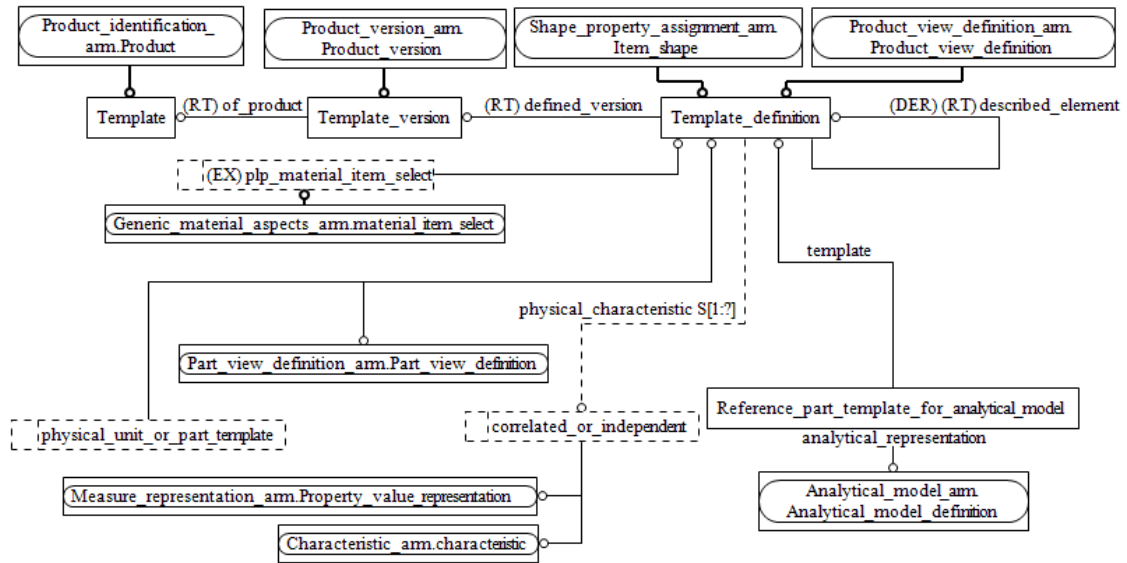 Product_identification_
arm.Product
Product_version_arm.
Product_version
Shape_property_assignment_arm.
Item_shape
Product_view_definition_arm.
Product_view_definition
Template
(RT) of_product
Template_version
(RT) defined_version
Template_definition
(DER) (RT) described_element
(EX) plp_material_item_select
Generic_material_aspects_arm.material_item_select
template
physical_characteristic S[1:?]
Part_view_definition_arm.Part_view_definition
physical_unit_or_part_template
correlated_or_independent
Reference_part_template_for_analytical_model
analytical_representation
Measure_representation_arm.Property_value_representation
Analytical_model_arm.
Analytical_model_definition
Characteristic_arm.characteristic